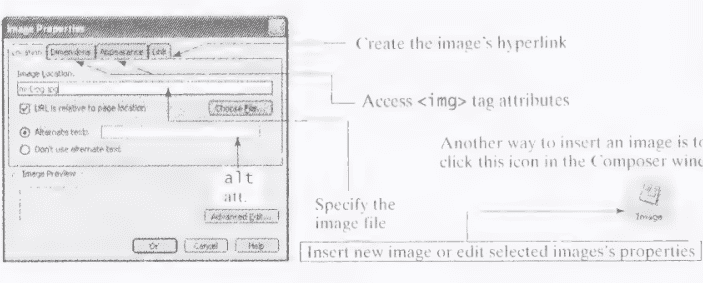 Image Properties
Location Dimensions Appearance Link
Create the image's hyperlink
Image Location:
Access <img> tag attributes
URL is relative to page location
Choose File...
Alternate text:
Don't use alternate text
Another way to insert an image is to
click this icon in the Composer
Image Preview
alt
att.
Specify the
image file
Image
Advanced Edit...
Cancel Help
Insert new image or edit selected images's properties